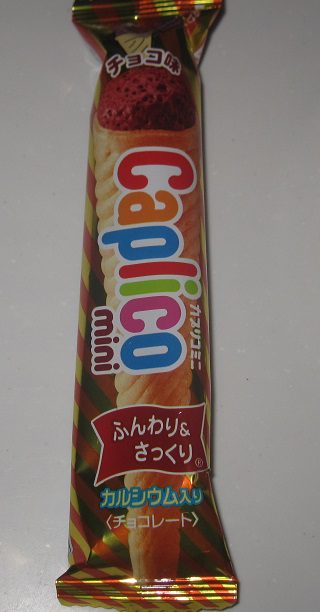 チョコ味
Caplico
mini
カプリコミニ
ふんわり&
さっくり®
カルシウム入り
〈チョコレート〉